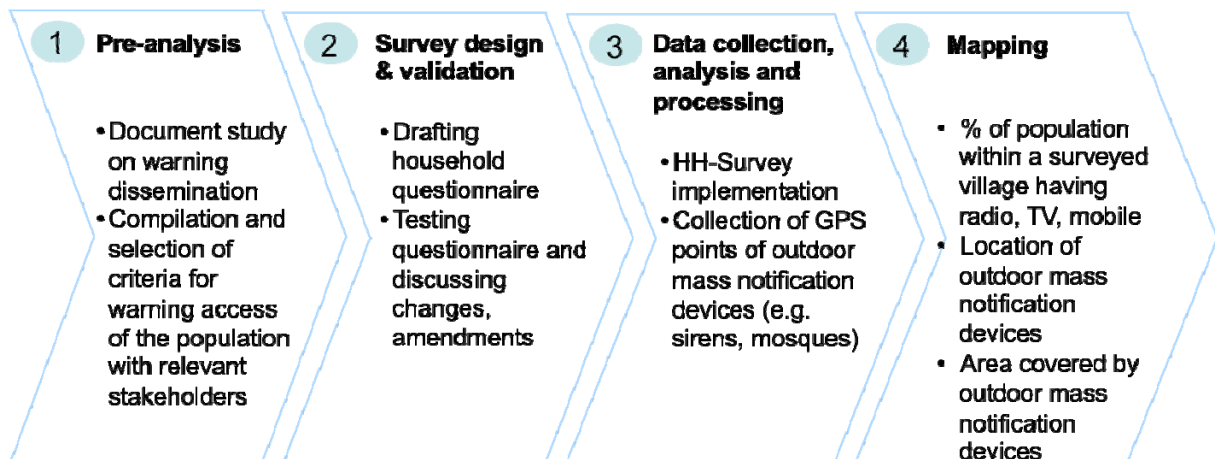 1 Pre-analysis
• Document study
on warning
dissemination
• Compilation and
selection of
criteria for
warning access
of the population
with relevant
stakeholders
2 Survey design
& validation
• Drafting
household
questionnaire
• Testing
questionnaire and
discussing
changes,
amendments
3 Data collection,
analysis and
processing
• HH-Survey
implementation
• Collection of GPS
points of outdoor
mass notification
devices (e.g.
sirens, mosques)
4 Mapping
• % of population
within a surveyed
village having
radio, TV, mobile
• Location of
outdoor mass
notification
devices
• Area covered by
outdoor mass
notification
devices